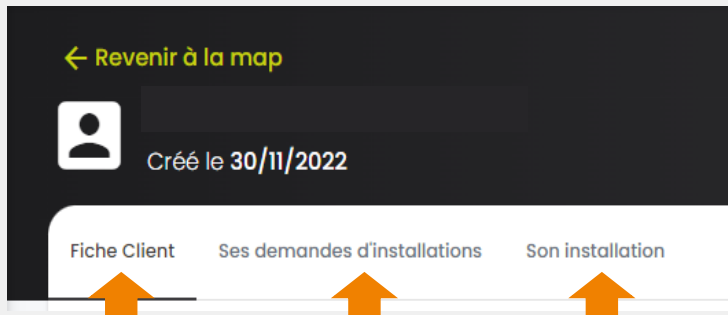 ← Revenir à la map
Créé le 30/11/2022
Fiche Client Ses demandes d'installations Son installation